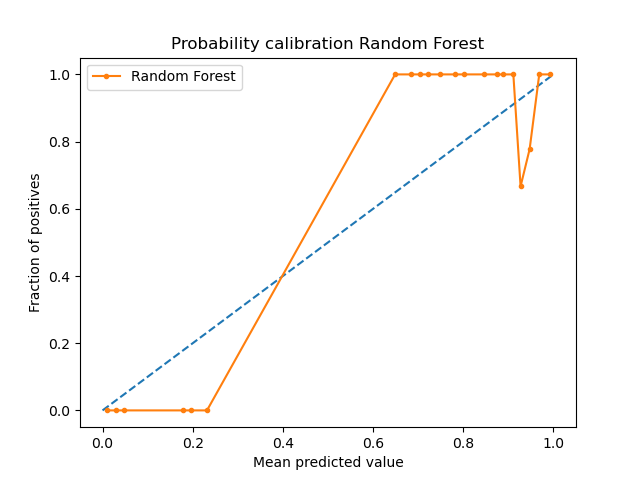 Probability calibration Random Forest
Random Forest
1.0
0.8
0.6
0.4
0.2
0.0
Fraction of positives
0.0 0.2 0.4 0.6 0.8 1.0
Mean predicted value